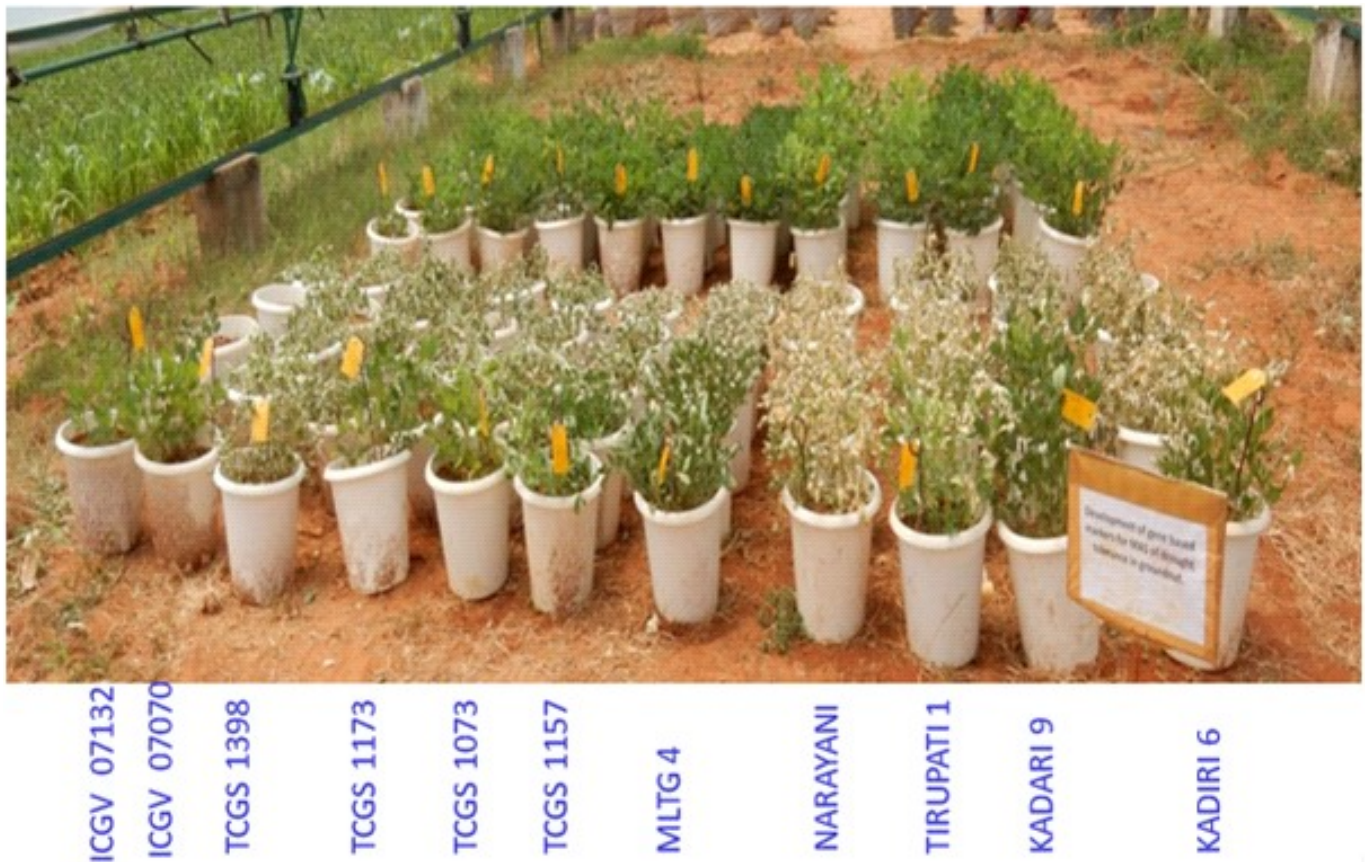 Development of gene based
markers for MAS of drought
tolerance in groundnut.
ICGV 07132
ICGV 07070
TCGS 1398
TCGS 1173
TCGS 1073
TCGS 1157
MLTG 4
NARAYANI
TIRUPATI 1
KADARI 9
KADIRI 6